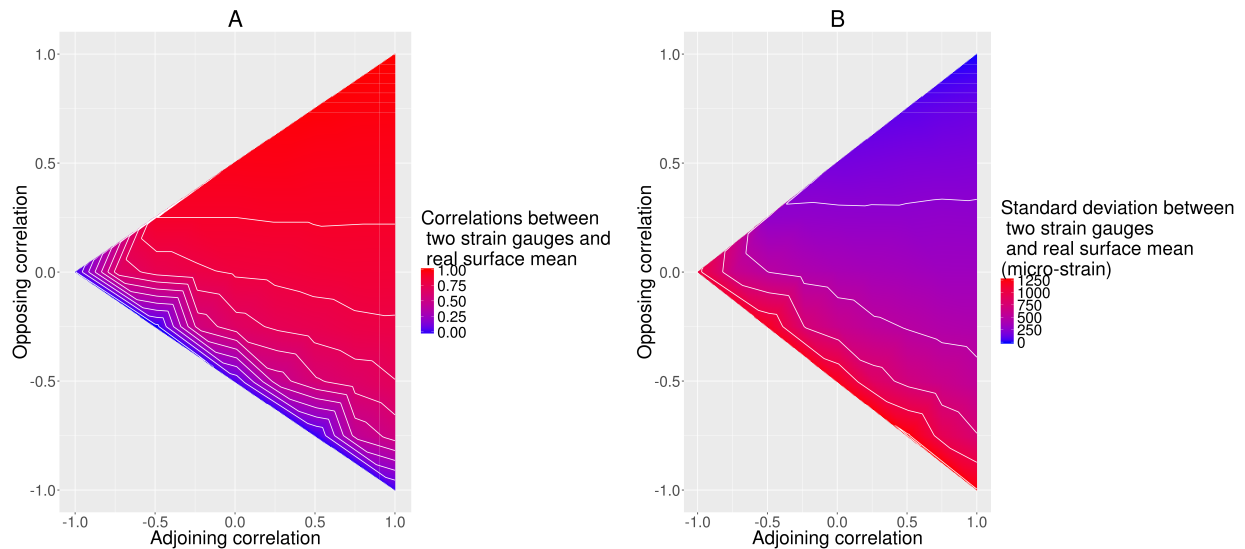 A
1.0
0.5
0.0
-0.5
-1.0
Opposing correlation
-1.0
-0.5
0.0
0.5
1.0
Adjoining correlation
Correlations between
two strain gauges and
real surface mean
1.00
0.75
0.50
0.25
0.00
B
1.0
0.5
0.0
-0.5
-1.0
Opposing correlation
-1.0
-0.5
0.0
0.5
1.0
Adjoining correlation
Standard deviation between
two strain gauges
and real surface mean
(micro-strain)
1250
1000
750
500
250
0